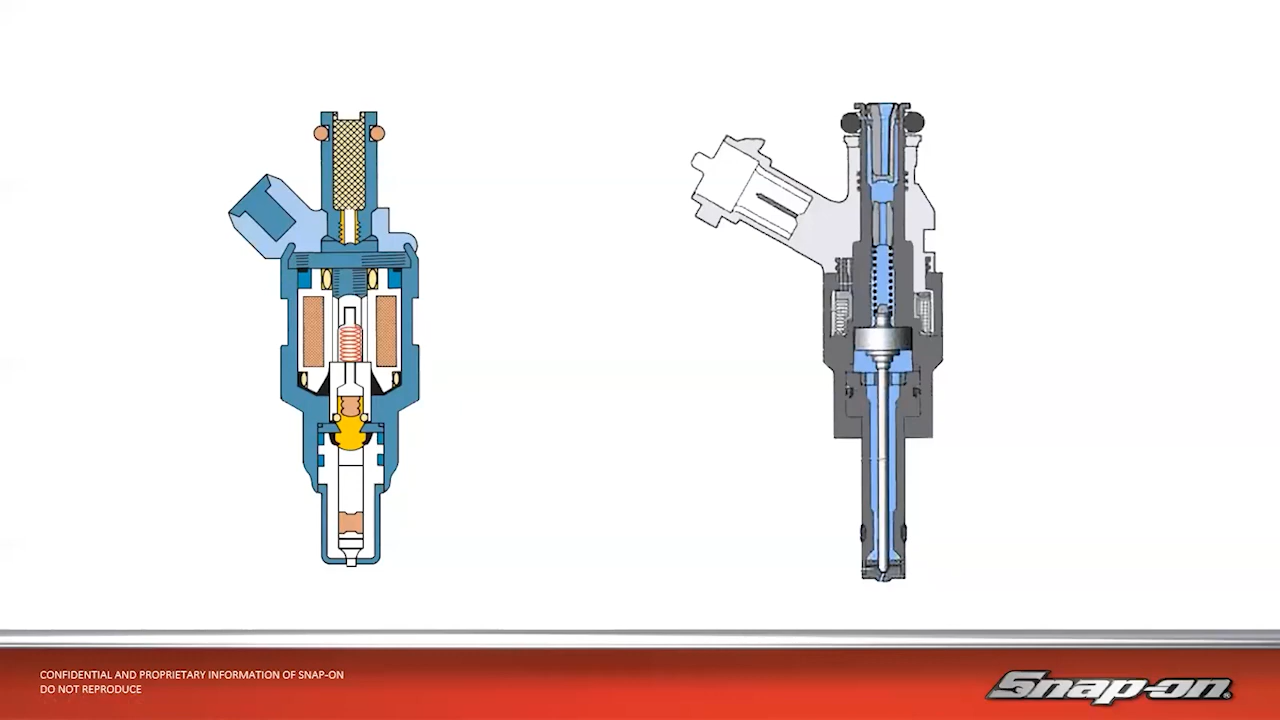 CONFIDENTIAL AND PROPRIETARY INFORMATION OF SNAP-ON
DO NOT REPRODUCE
Snap-on®